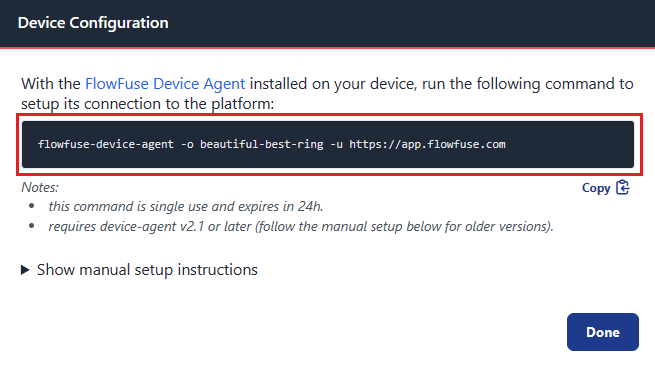 Device Configuration
With the FlowFuse Device Agent installed on your device, run the following command to
setup its connection to the platform:
flowfuse-device-agent -o beautiful-best-ring -u https://app.flowfuse.com
Notes:
Copy
• this command is single use and expires in 24h.
• requires device-agent v2.1 or later (follow the manual setup below for older versions).
Show manual setup instructions
Done